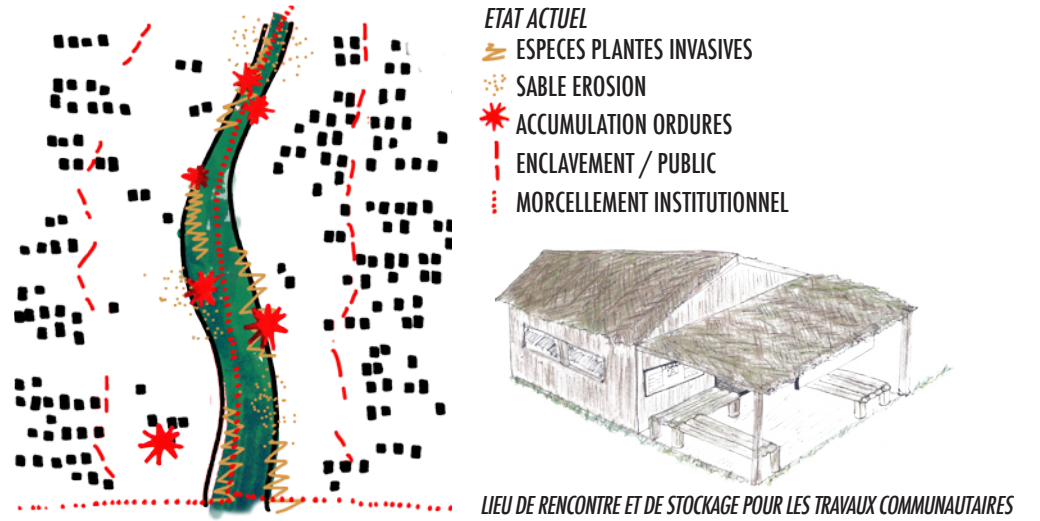 ETAT ACTUEL
ESPECES PLANTES INVASIVES
SABLE EROSION
ACCUMULATION ORDURES
ENCLAVEMENT / PUBLIC
MORCELLEMENT INSTITUTIONNEL
LIEU DE RENCONTRE ET DE STOCKAGE POUR LES TRAVAUX COMMUNAUTAIRES